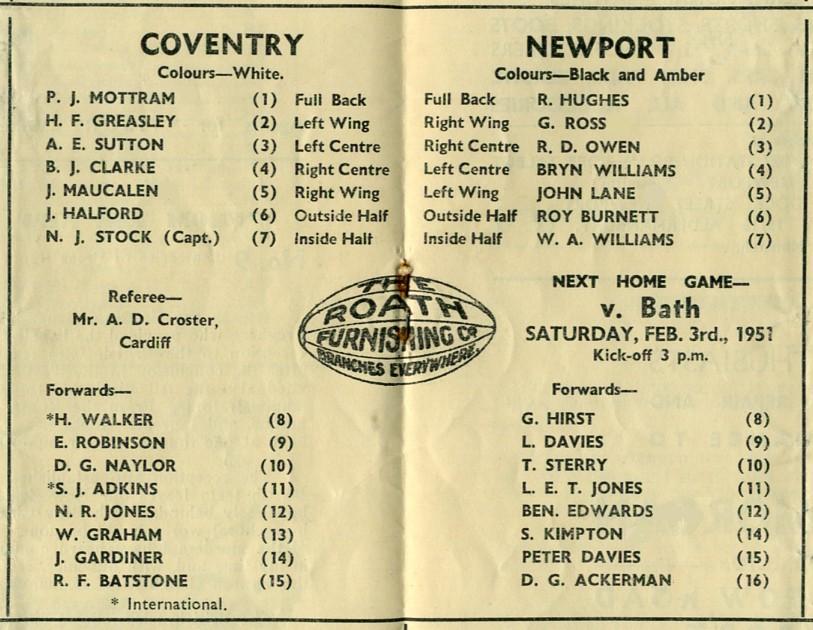 COVENTRY
Colours—White.
P. J. MOTTRAM (1) Full Back
H. F. GREASLEY (2) Left Wing
A. E. SUTTON (3) Left Centre
B. J. CLARKE (4) Right Centre
J. MAUCALEN (5) Right Wing
J. HALFORD (6) Outside Half
N. J. STOCK (Capt.) (7) Inside Half
Referee—
Mr. A. D. Croster,
Cardiff
Forwards—
*H. WALKER (8)
E. ROBINSON (9)
D. G. NAYLOR (10)
*S. J. ADKINS (11)
N. R. JONES (12)
W. GRAHAM (13)
J. GARDINER (14)
R. F. BATSTONE (15)
* International.
THE
ROATH
FURNISHING CO
BRANCHES EVERYWHERE.
NEWPORT
Colours—Black and Amber
Full Back R. HUGHES (1)
Right Wing G. ROSS (2)
Right Centre R. D. OWEN (3)
Left Centre BRYN WILLIAMS (4)
Left Wing JOHN LANE (5)
Outside Half ROY BURNETT (6)
Inside Half W. A. WILLIAMS (7)
NEXT HOME GAME—
v. Bath
SATURDAY, FEB. 3rd., 1951
Kick-off 3 p.m.
Forwards—
G. HIRST (8)
L. DAVIES (9)
T. STERRY (10)
L. E. T. JONES (11)
BEN. EDWARDS (12)
S. KIMPTON (14)
PETER DAVIES (15)
D. G. ACKERMAN (16)